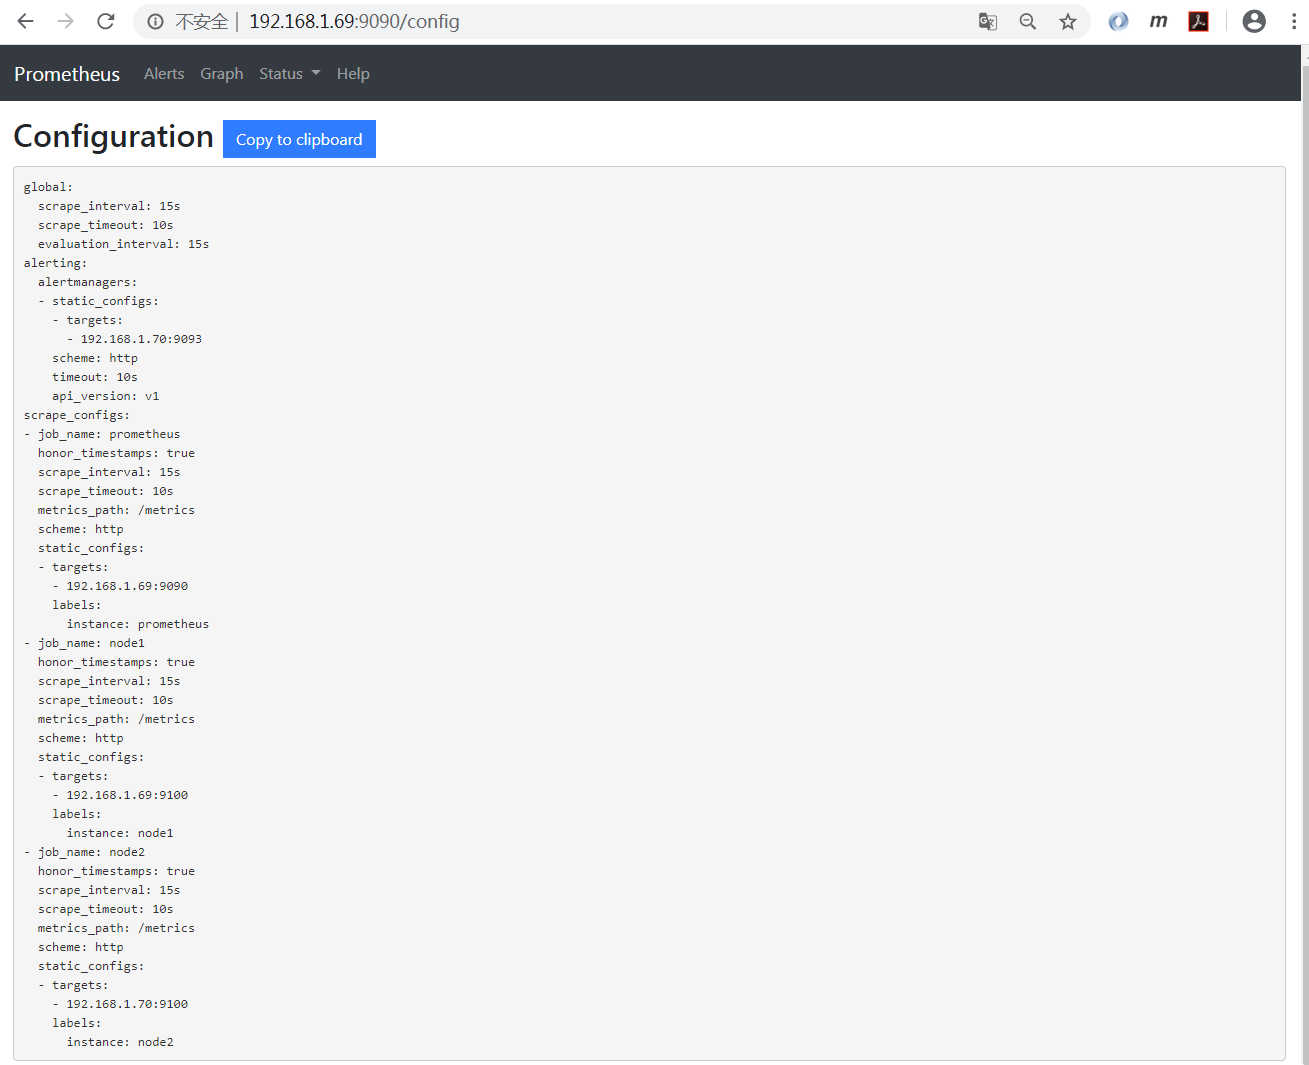 不安全 | 192.168.1.69:9090/config
Prometheus Alerts Graph Status Help
Configuration Copy to clipboard
global:
  scrape_interval: 15s
  scrape_timeout: 10s
  evaluation_interval: 15s
alerting:
  alertmanagers:
  - static_configs:
    - targets:
      - 192.168.1.70:9093
    scheme: http
    timeout: 10s
    api_version: v1
scrape_configs:
- job_name: prometheus
  honor_timestamps: true
  scrape_interval: 15s
  scrape_timeout: 10s
  metrics_path: /metrics
  scheme: http
  static_configs:
  - targets:
    - 192.168.1.69:9090
    labels:
      instance: prometheus
- job_name: node1
  honor_timestamps: true
  scrape_interval: 15s
  scrape_timeout: 10s
  metrics_path: /metrics
  scheme: http
  static_configs:
  - targets:
    - 192.168.1.69:9100
    labels:
      instance: node1
- job_name: node2
  honor_timestamps: true
  scrape_interval: 15s
  scrape_timeout: 10s
  metrics_path: /metrics
  scheme: http
  static_configs:
  - targets:
    - 192.168.1.70:9100
    labels:
      instance: node2